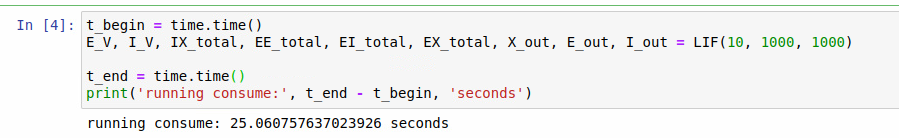 In [4]: t_begin = time.time()
E_V, I_V, IX_total, EE_total, EI_total, EX_total, X_out, E_out, I_out = LIF(10, 1000, 1000)
t_end = time.time()
print('running consume:', t_end - t_begin, 'seconds')
running consume: 25.060757637023926 seconds